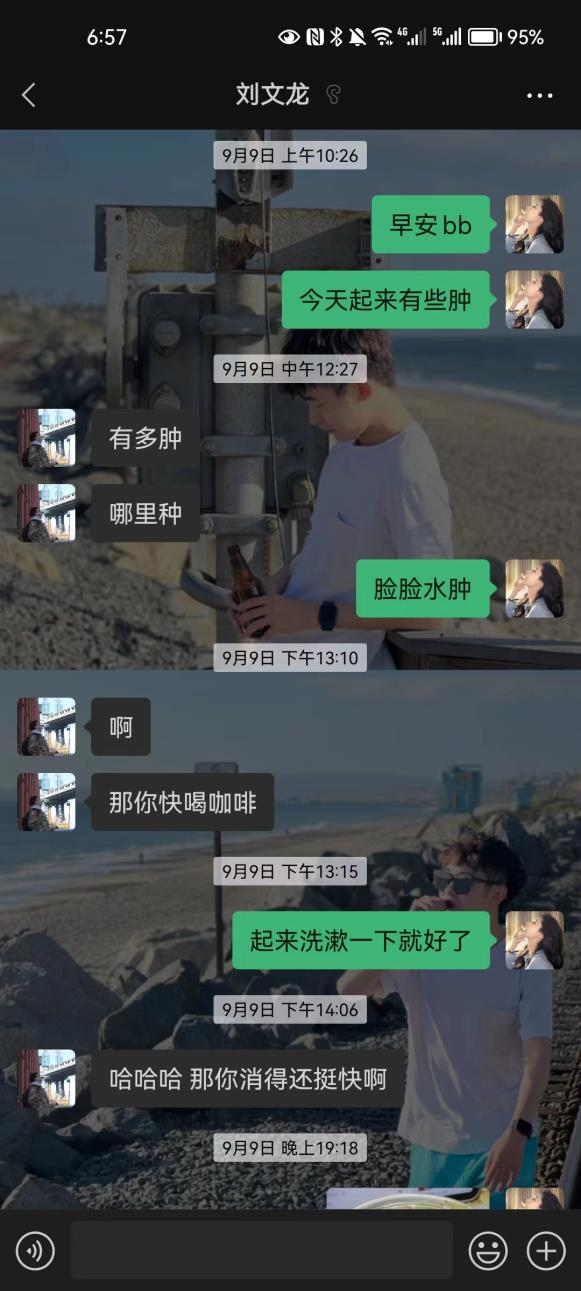 6:57
4G
5G
95%
刘文龙
9月9日 上午10:26
早安bb
今天起来有些肿
9月9日 中午12:27
有多肿
哪里种
脸脸水肿
9月9日 下午13:10
啊
那你快喝咖啡
9月9日 下午13:15
起来洗漱一下就好了
9月9日 下午14:06
哈哈哈 那你消得还挺快啊
9月9日 晚上19:18